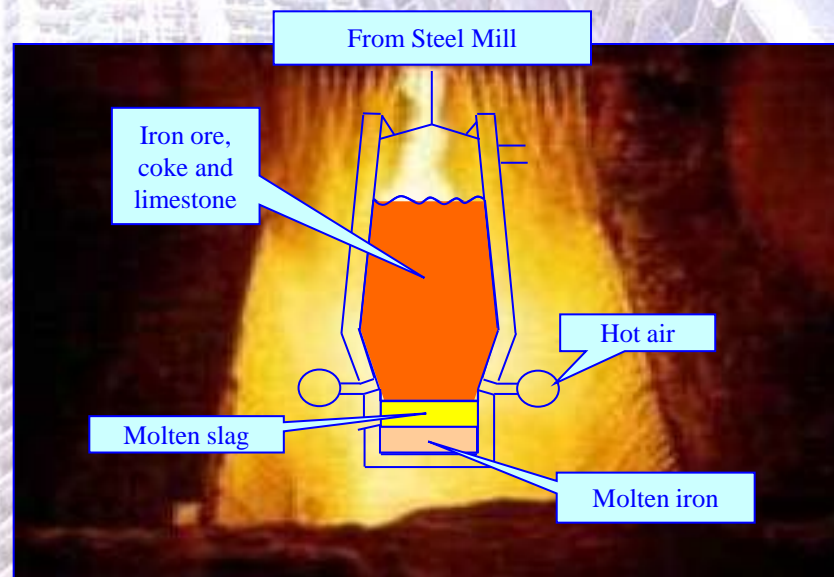 From Steel Mill
Iron ore,
coke and
limestone
Hot air
Molten slag
Molten iron